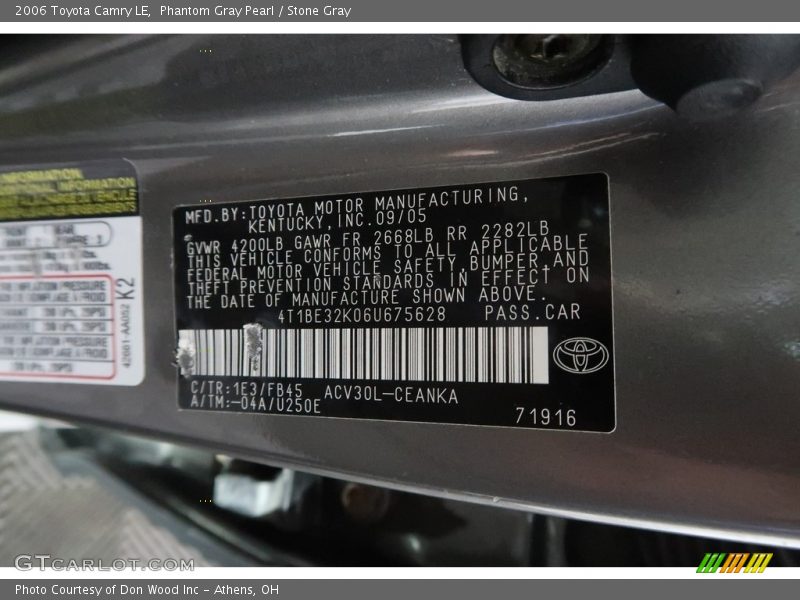 2006 Toyota Camry LE, Phantom Gray Pearl / Stone Gray
MFD.BY:TOYOTA MOTOR MANUFACTURING,
KENTUCKY,INC.09/05
GVWR 4200LB GAWR FR 2668LB RR 2282LB
THIS VEHICLE CONFORMS TO ALL APPLICABLE
FEDERAL MOTOR VEHICLE SAFETY,BUMPER,AND
THEFT PREVENTION STANDARDS IN EFFECT ON
THE DATE OF MANUFACTURE SHOWN ABOVE.
4T1BE32K06U675628 PASS.CAR
C/TR:1E3/FB45 ACV30L-CEANKA
A/TM:-04A/U250E
71916
K2
GTcarlot.com
Photo Courtesy of Don Wood Inc - Athens, OH